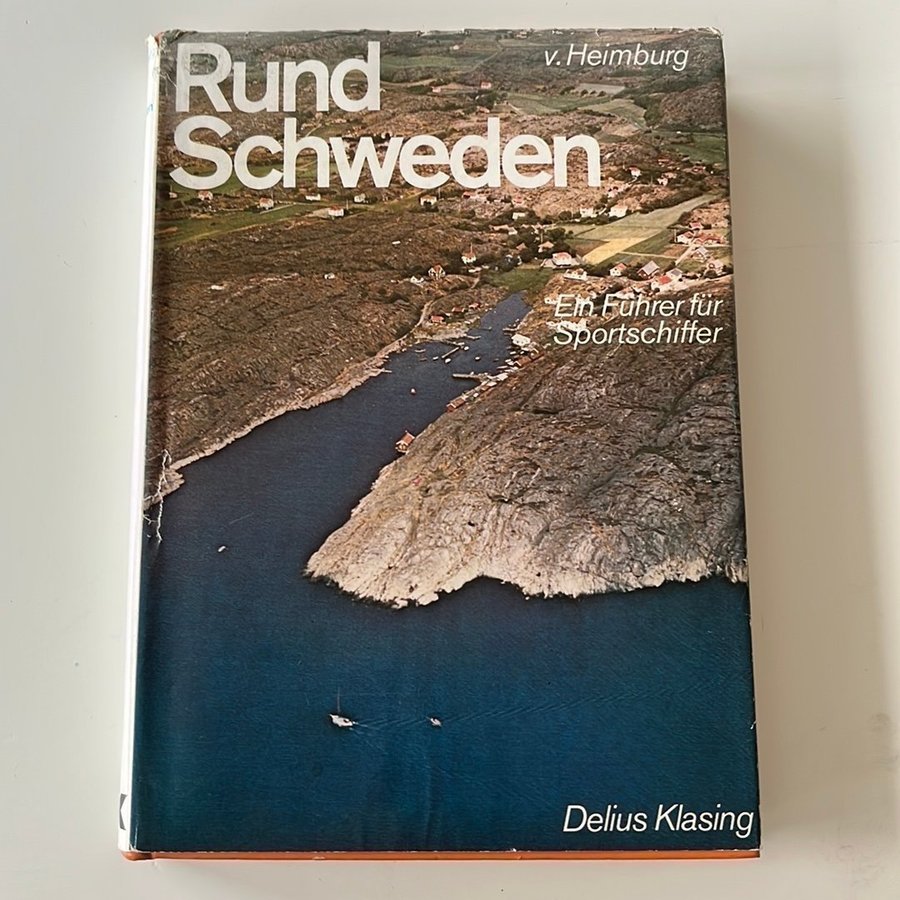 Rund
v. Heimburg
Schweden
Ein Führer für
Sportschiffer
Delius Klasing